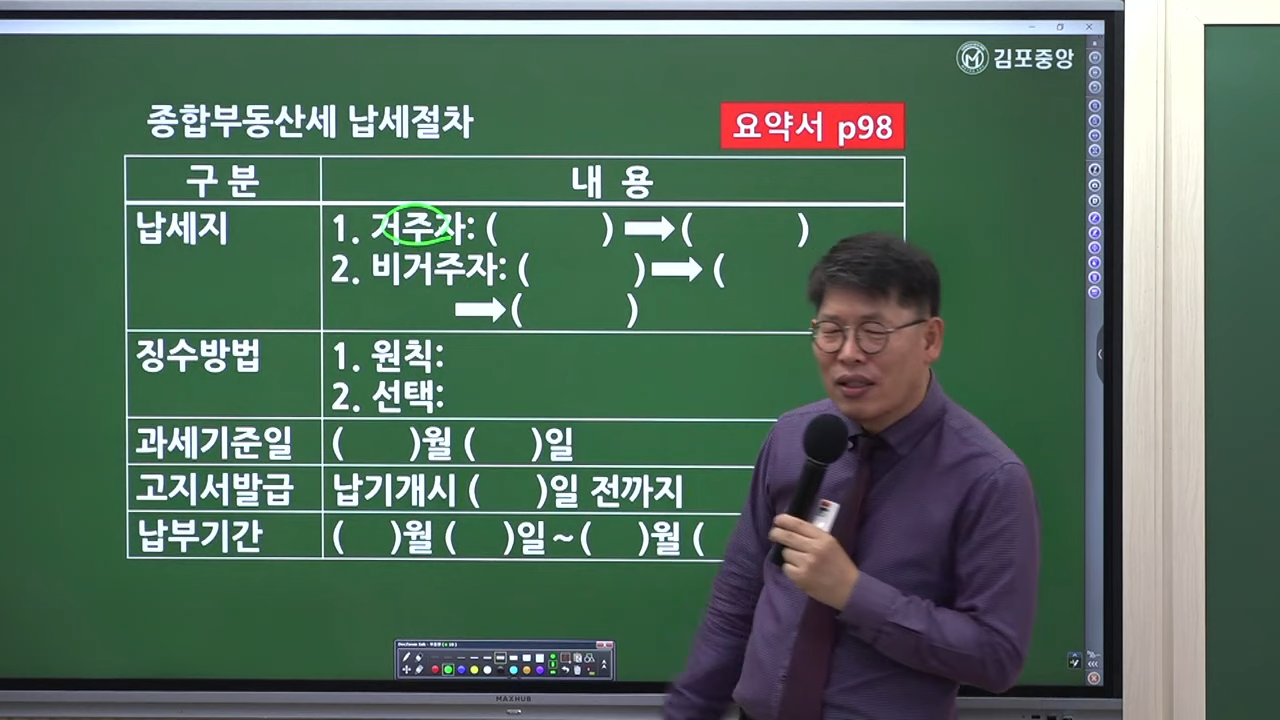 김포중앙
종합부동산세 납세절차
요약서 p98
구 분 내 용
납세지 1. 거주자: ( ) ➡ ( )
2. 비거주자: ( ) ➡ (
➡ ( )
징수방법 1. 원칙:
2. 선택:
과세기준일 ( )월 ( )일
고지서발급 납기개시 ( )일 전까지
납부기간 ( )월 ( )일 ~ ( )월 (
MAXHUB